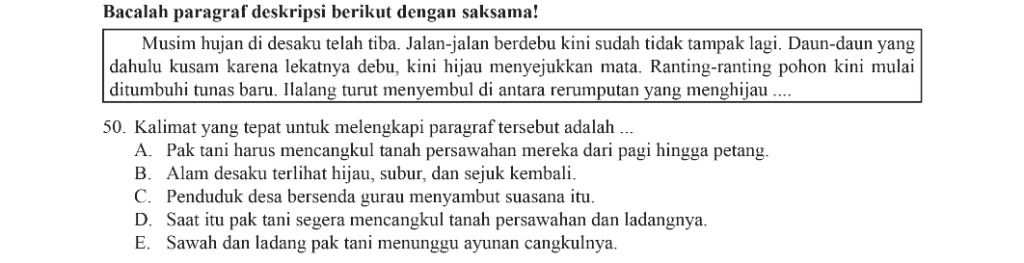 Bacalah paragraf deskripsi berikut dengan saksama!
Musim hujan di desaku telah tiba. Jalan-jalan berdebu kini sudah tidak tampak lagi. Daun-daun yang
dahulu kusam karena lekatnya debu, kini hijau menyejukkan mata. Ranting-ranting pohon kini mulai
ditumbuhi tunas baru. Ilalang turut menyembul di antara rerumputan yang menghijau ....
50. Kalimat yang tepat untuk melengkapi paragraf tersebut adalah ...
A. Pak tani harus mencangkul tanah persawahan mereka dari pagi hingga petang.
B. Alam desaku terlihat hijau, subur, dan sejuk kembali.
C. Penduduk desa bersenda gurau menyambut suasana itu.
D. Saat itu pak tani segera mencangkul tanah persawahan dan ladangnya.
E. Sawah dan ladang pak tani menunggu ayunan cangkulnya.